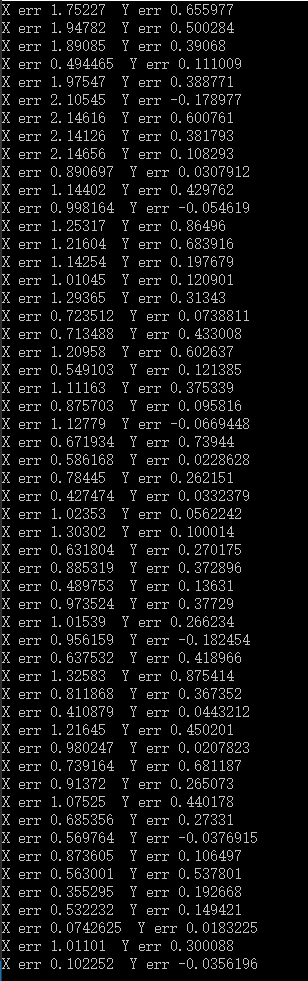 X err 1.75227  Y err 0.655977
X err 1.94782  Y err 0.500284
X err 1.89085  Y err 0.39068
X err 0.494465  Y err 0.111009
X err 1.97547  Y err 0.388771
X err 2.10545  Y err -0.178977
X err 2.14616  Y err 0.600761
X err 2.14126  Y err 0.381793
X err 2.14656  Y err 0.108293
X err 0.890697  Y err 0.0307912
X err 1.14402  Y err 0.429762
X err 0.998164  Y err -0.054619
X err 1.25317  Y err 0.86496
X err 1.21604  Y err 0.683916
X err 1.14254  Y err 0.197679
X err 1.01045  Y err 0.120901
X err 1.29365  Y err 0.31343
X err 0.723512  Y err 0.0738811
X err 0.713488  Y err 0.433008
X err 1.20958  Y err 0.602637
X err 0.549103  Y err 0.121385
X err 1.11163  Y err 0.375339
X err 0.875703  Y err 0.095816
X err 1.12779  Y err -0.0669448
X err 0.671934  Y err 0.73944
X err 0.586168  Y err 0.0228628
X err 0.78445  Y err 0.262151
X err 0.427474  Y err 0.0332379
X err 1.02353  Y err 0.0562242
X err 1.30302  Y err 0.100014
X err 0.631804  Y err 0.270175
X err 0.885319  Y err 0.372896
X err 0.489753  Y err 0.13631
X err 0.973524  Y err 0.37729
X err 1.01539  Y err 0.266234
X err 0.956159  Y err -0.182454
X err 0.637532  Y err 0.418966
X err 1.32583  Y err 0.875414
X err 0.811868  Y err 0.367352
X err 0.410879  Y err 0.0443212
X err 1.21645  Y err 0.450201
X err 0.980247  Y err 0.0207823
X err 0.739164  Y err 0.681187
X err 0.91372  Y err 0.265073
X err 1.07525  Y err 0.440178
X err 0.685356  Y err 0.27331
X err 0.569764  Y err -0.0376915
X err 0.873605  Y err 0.106497
X err 0.563001  Y err 0.537801
X err 0.355295  Y err 0.192668
X err 0.532232  Y err 0.149421
X err 0.0742625  Y err 0.0183225
X err 1.01101  Y err 0.300088
X err 0.102252  Y err -0.0356196